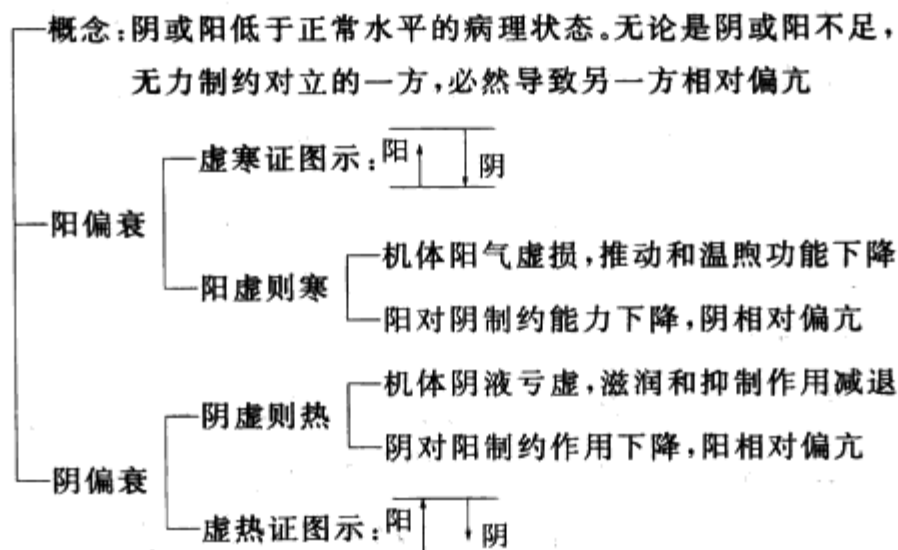 概念:阴或阳低于正常水平的病理状态。无论是阴或阳不足,
无力制约对立的一方,必然导致另一方相对偏亢
虚寒证图示:阳 阴
阳偏衰
机体阳气虚损,推动和温煦功能下降
阳虚则寒
阳对阴制约能力下降,阴相对偏亢
机体阴液亏虚,滋润和抑制作用减退
阴虚则热
阴对阳制约作用下降,阳相对偏亢
阴偏衰
虚热证图示:阳 阴